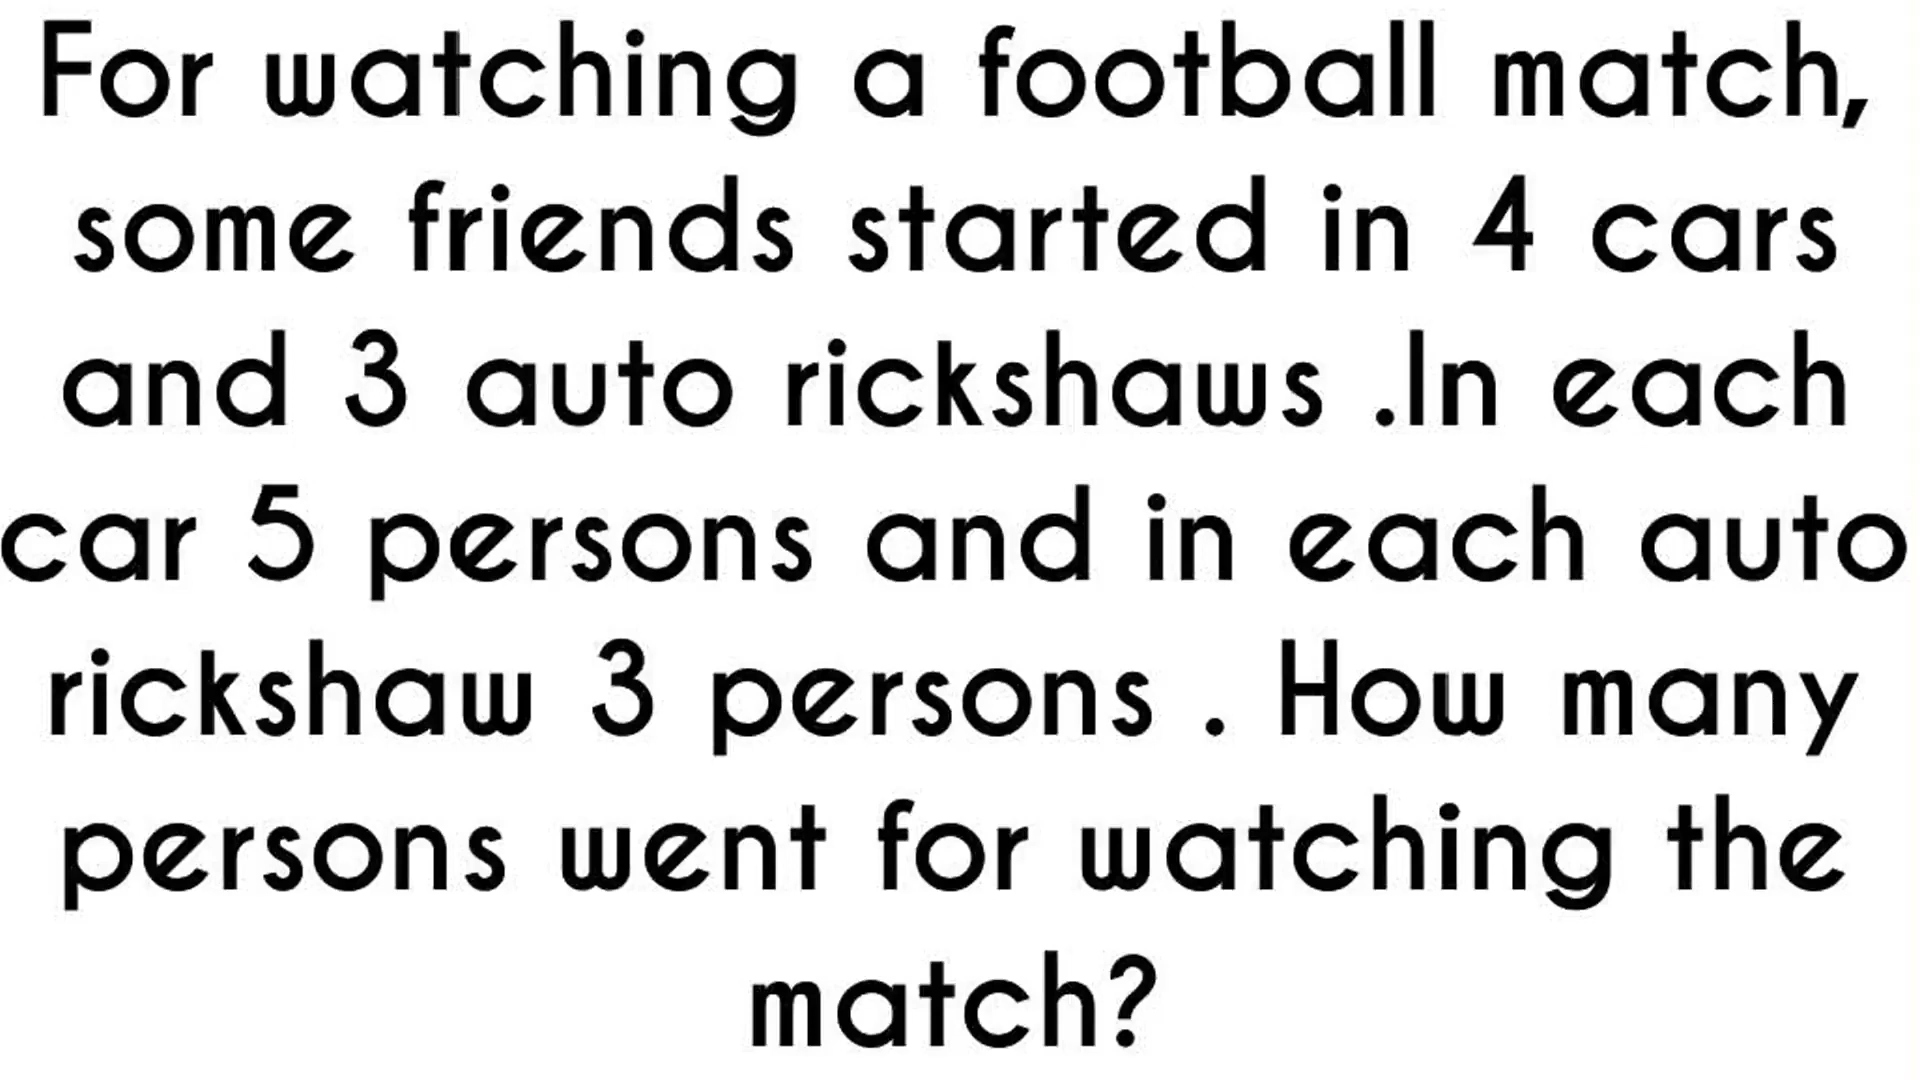 For watching a football match,
some friends started in 4 cars
and 3 auto rickshaws .In each
car 5 persons and in each auto
rickshaw 3 persons . How many
persons went for watching the
match?